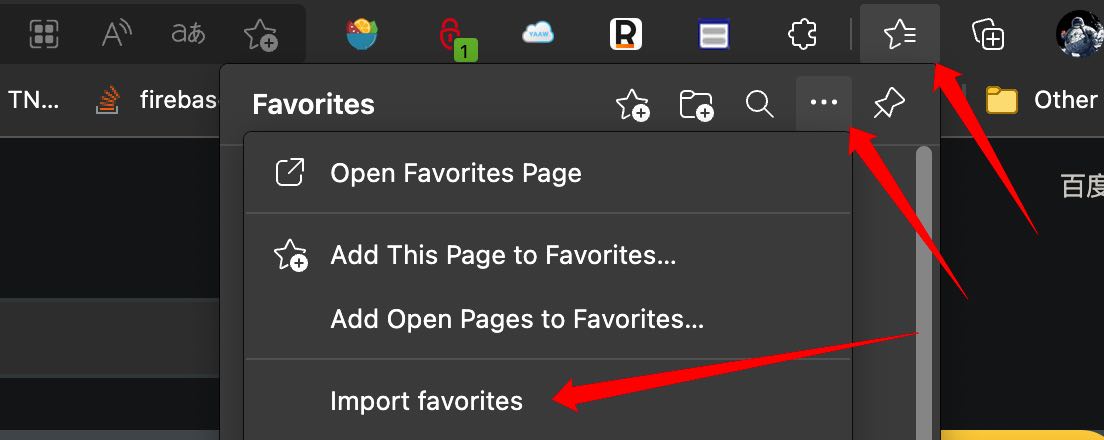 aあ
1
YAAW
R
TN...
firebas
Favorites
Other
Open Favorites Page
百度
Add This Page to Favorites...
Add Open Pages to Favorites...
Import favorites